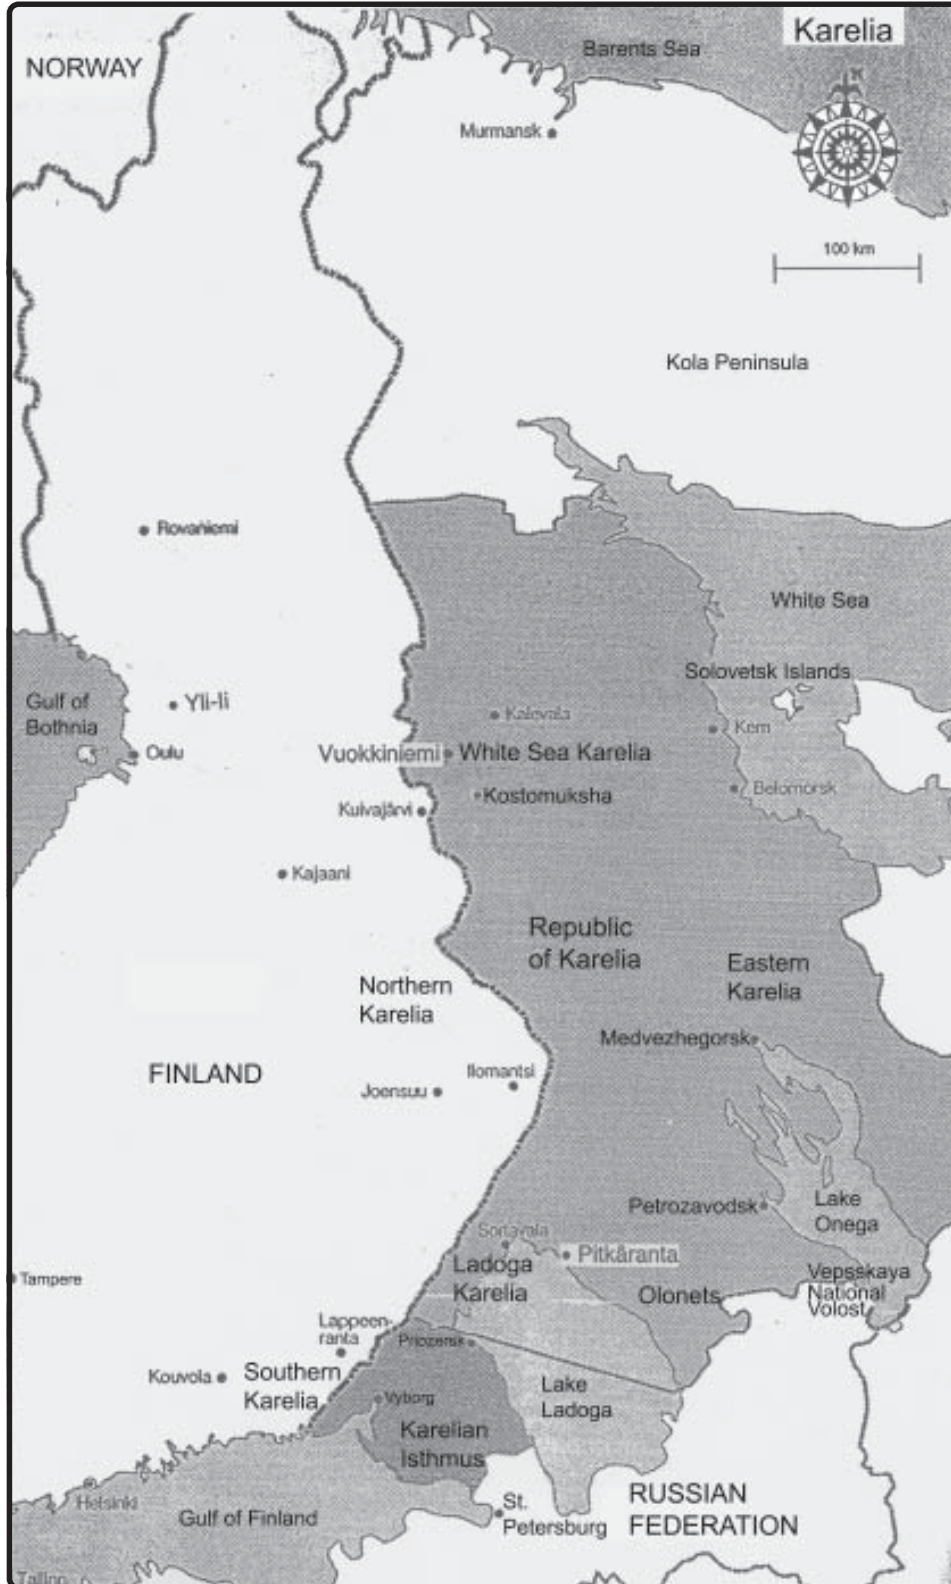 Karelia
Barents Sea
NORWAY
Murmansk
100 km
Kola Peninsula
Rovaniemi
White Sea
Solovetsk Islands
Gulf of
Bothnia
Yli-Ii
Kalevala
Kem
Oulu
Vuokkiniemi
White Sea Karelia
Belomorsk
Kostomuksha
Kuivajärvi
Kajaani
Republic
of Karelia
Eastern
Karelia
Northern
Karelia
Medvezhegorsk
FINLAND
Ilomantsi
Joensuu
Petrozavodsk
Lake
Onega
Sortavala
Pitkäranta
Ladoga
Karelia
Vepsskaya
National
Volost
Tampere
Olonets
Lappeen-
ranta
Priozersk
Kouvola
Southern
Karelia
Lake
Ladoga
Vyborg
Karelian
Isthmus
Helsinki
Gulf of Finland
St.
Petersburg
RUSSIAN
FEDERATION
Tallinn